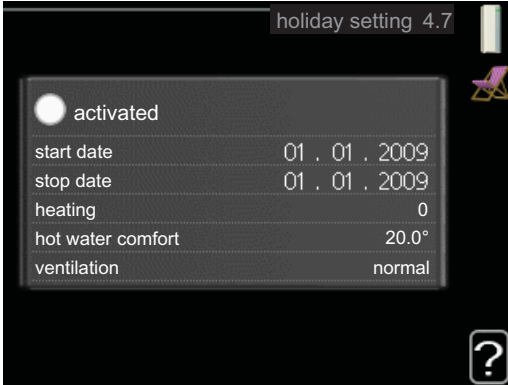 holiday setting 4.7
activated
start date 01 . 01 . 2009
stop date 01 . 01 . 2009
heating 0
hot water comfort 20.0°
ventilation normal
?